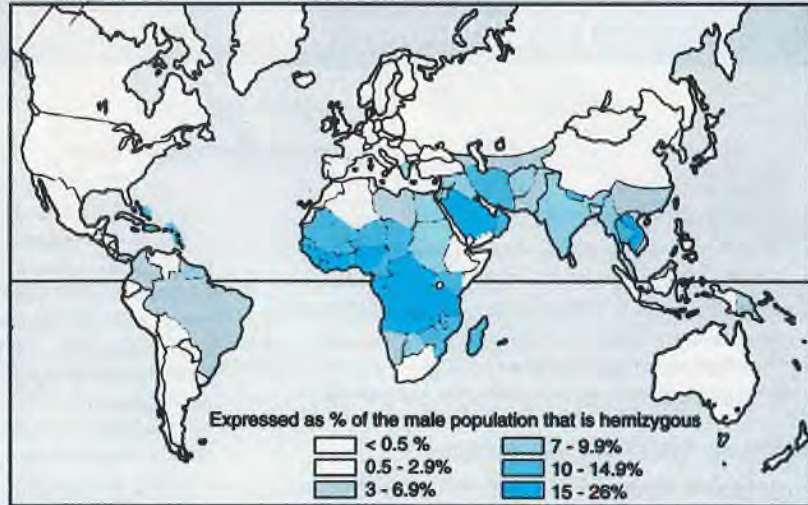 Expressed as % of the male population that is hemizygous
< 0.5 %
0.5 - 2.9%
3 - 6.9%
7 - 9.9%
10 - 14.9%
15 - 26%